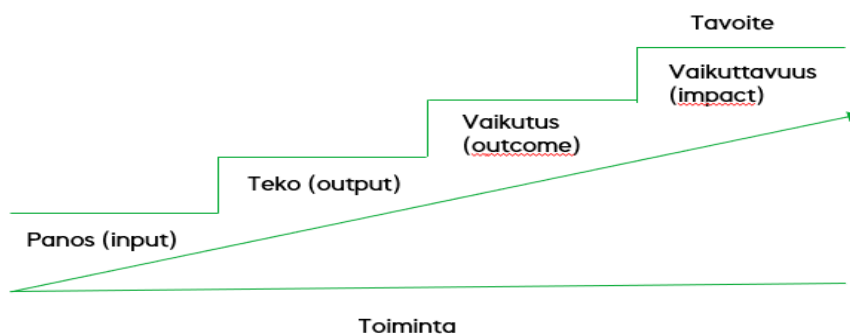 Tavoite
Vaikuttavuus
(impact)
Vaikutus
(outcome)
Teko (output)
Panos (input)
Toiminta